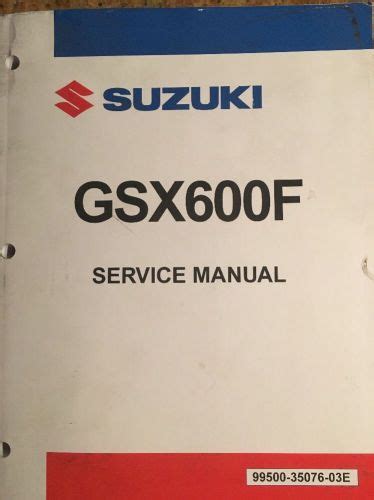 SUZUKI
GSX600F
SERVICE MANUAL
99500-35076-03E